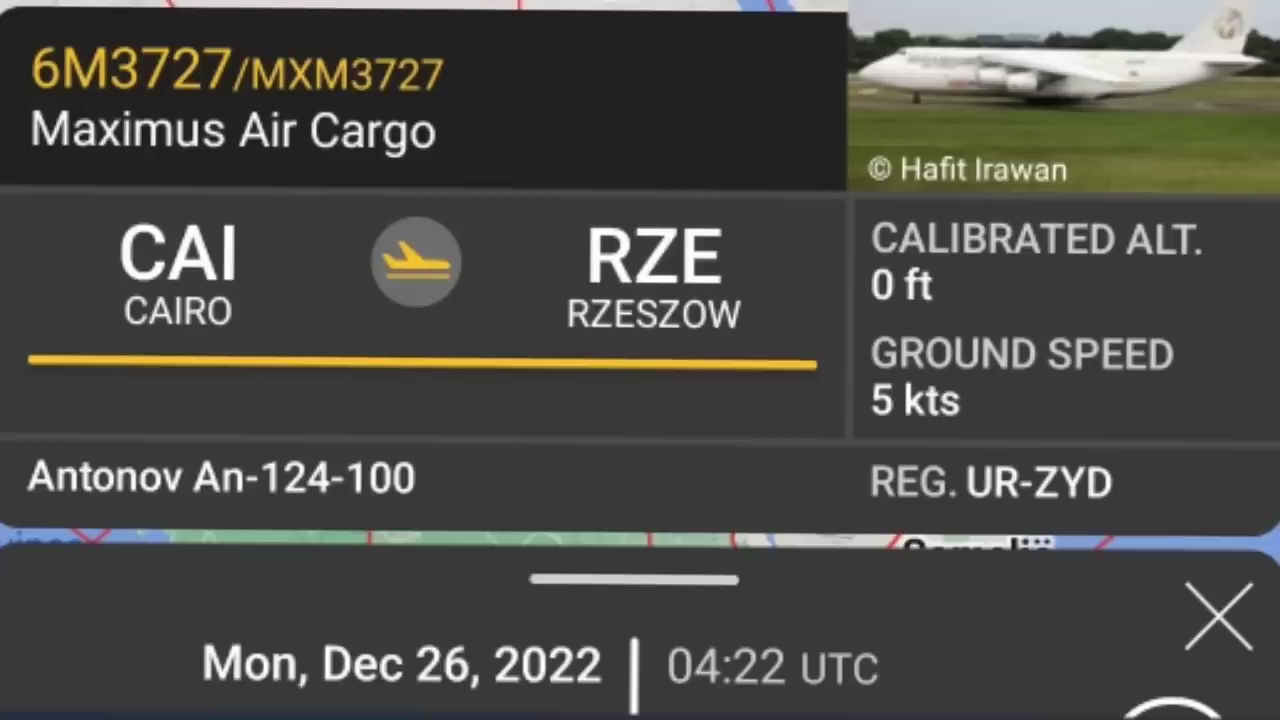 6M3727/MXM3727
Maximus Air Cargo
© Hafit Irawan
CAI
CAIRO
RZE
RZESZOW
CALIBRATED ALT.
0 ft
GROUND SPEED
5 kts
Antonov An-124-100
REG. UR-ZYD
Mon, Dec 26, 2022 | 04:22 UTC